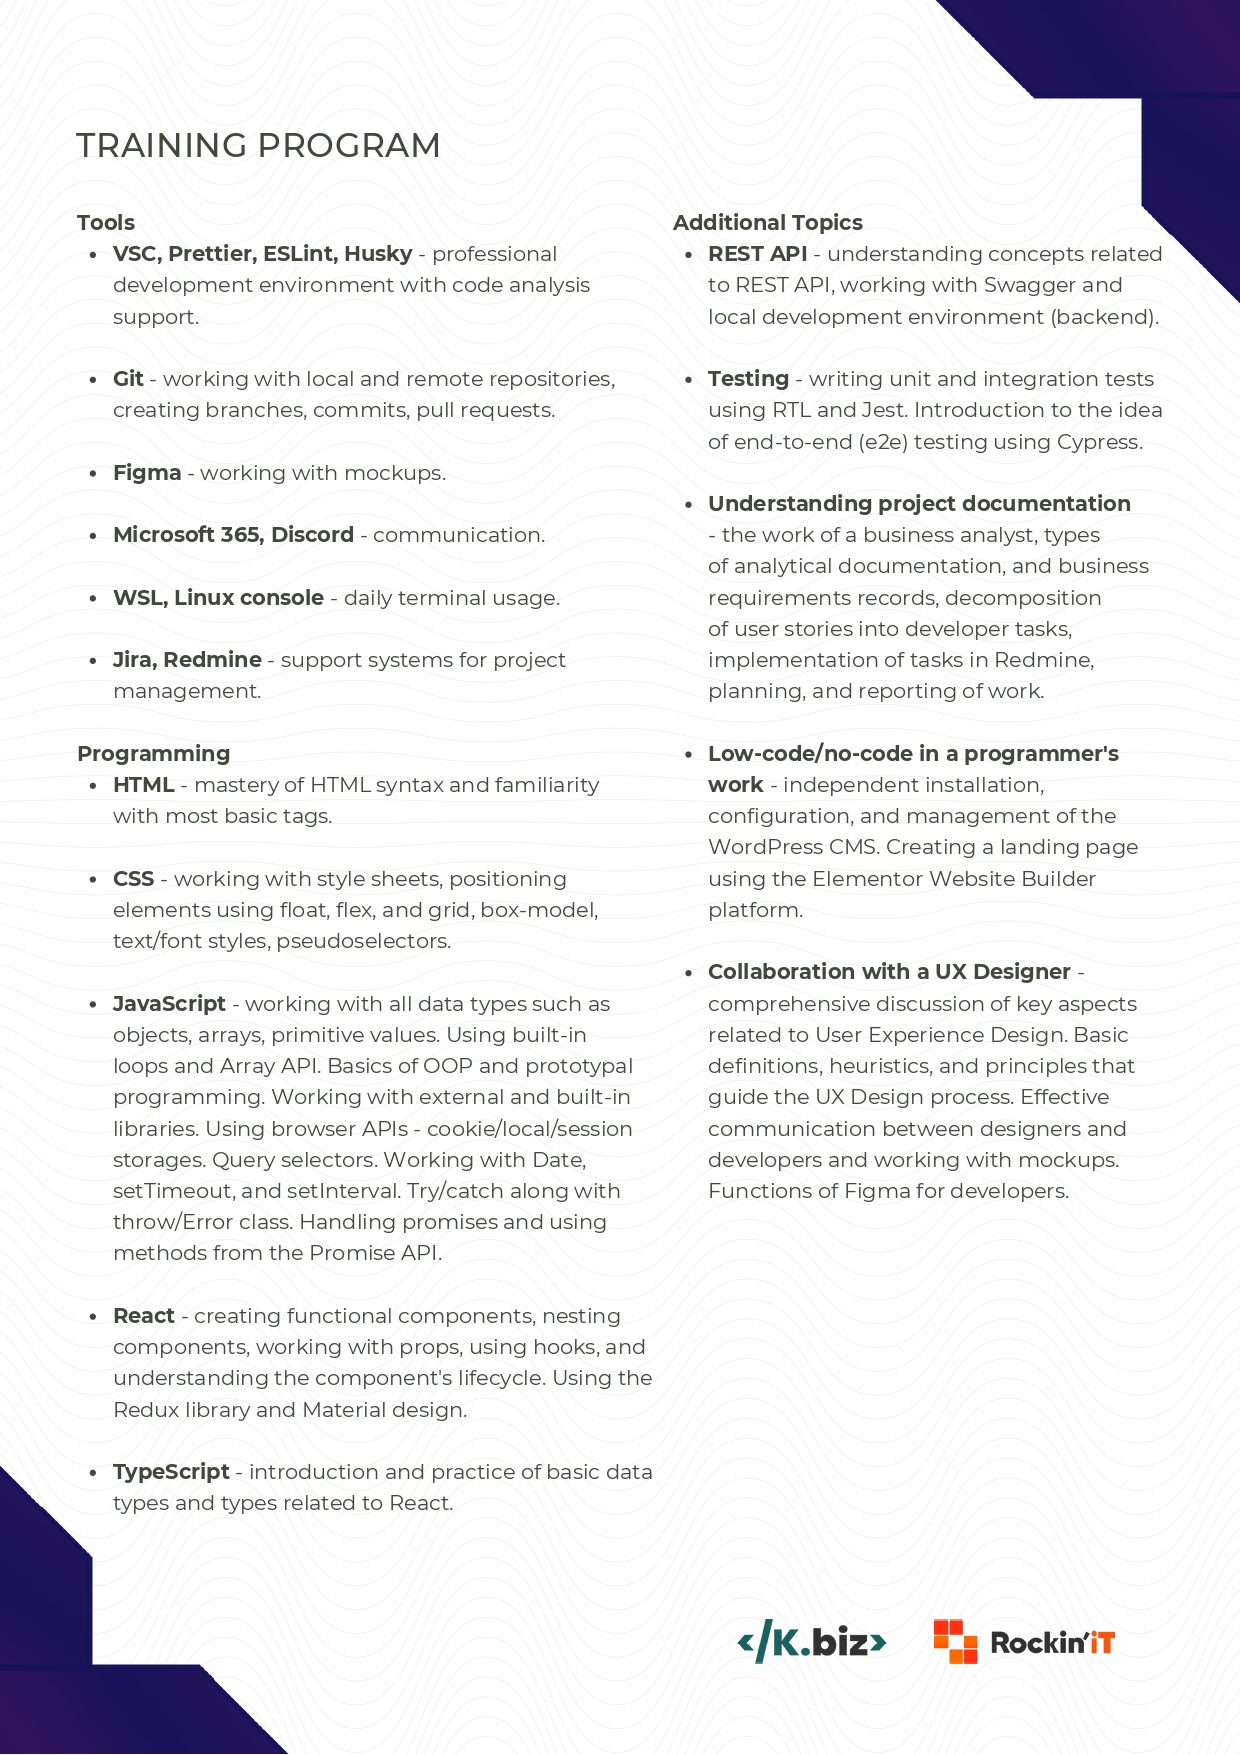 TRAINING PROGRAM
Tools
• VSC, Prettier, ESLint, Husky - professional
development environment with code analysis
support.
• Git - working with local and remote repositories,
creating branches, commits, pull requests.
• Figma - working with mockups.
• Microsoft 365, Discord - communication.
• WSL, Linux console - daily terminal usage.
• Jira, Redmine - support systems for project
management.
Programming
• HTML - mastery of HTML syntax and familiarity
with most basic tags.
• CSS - working with style sheets, positioning
elements using float, flex, and grid, box-model,
text/font styles, pseudoselectors.
• JavaScript - working with all data types such as
objects, arrays, primitive values. Using built-in
loops and Array API. Basics of OOP and prototypal
programming. Working with external and built-in
libraries. Using browser APIs - cookie/local/session
storages. Query selectors. Working with Date,
setTimeout, and setInterval. Try/catch along with
throw/Error class. Handling promises and using
methods from the Promise API.
• React - creating functional components, nesting
components, working with props, using hooks, and
understanding the component's lifecycle. Using the
Redux library and Material design.
• TypeScript - introduction and practice of basic data
types and types related to React.
Additional Topics
• REST API - understanding concepts related
to REST API, working with Swagger and
local development environment (backend).
• Testing - writing unit and integration tests
using RTL and Jest. Introduction to the idea
of end-to-end (e2e) testing using Cypress.
• Understanding project documentation
- the work of a business analyst, types
of analytical documentation, and business
requirements records, decomposition
of user stories into developer tasks,
implementation of tasks in Redmine,
planning, and reporting of work.
• Low-code/no-code in a programmer's
work - independent installation,
configuration, and management of the
WordPress CMS. Creating a landing page
using the Elementor Website Builder
platform.
• Collaboration with a UX Designer -
comprehensive discussion of key aspects
related to User Experience Design. Basic
definitions, heuristics, and principles that
guide the UX Design process. Effective
communication between designers and
developers and working with mockups.
Functions of Figma for developers.
</K.biz>
Rockin'iT